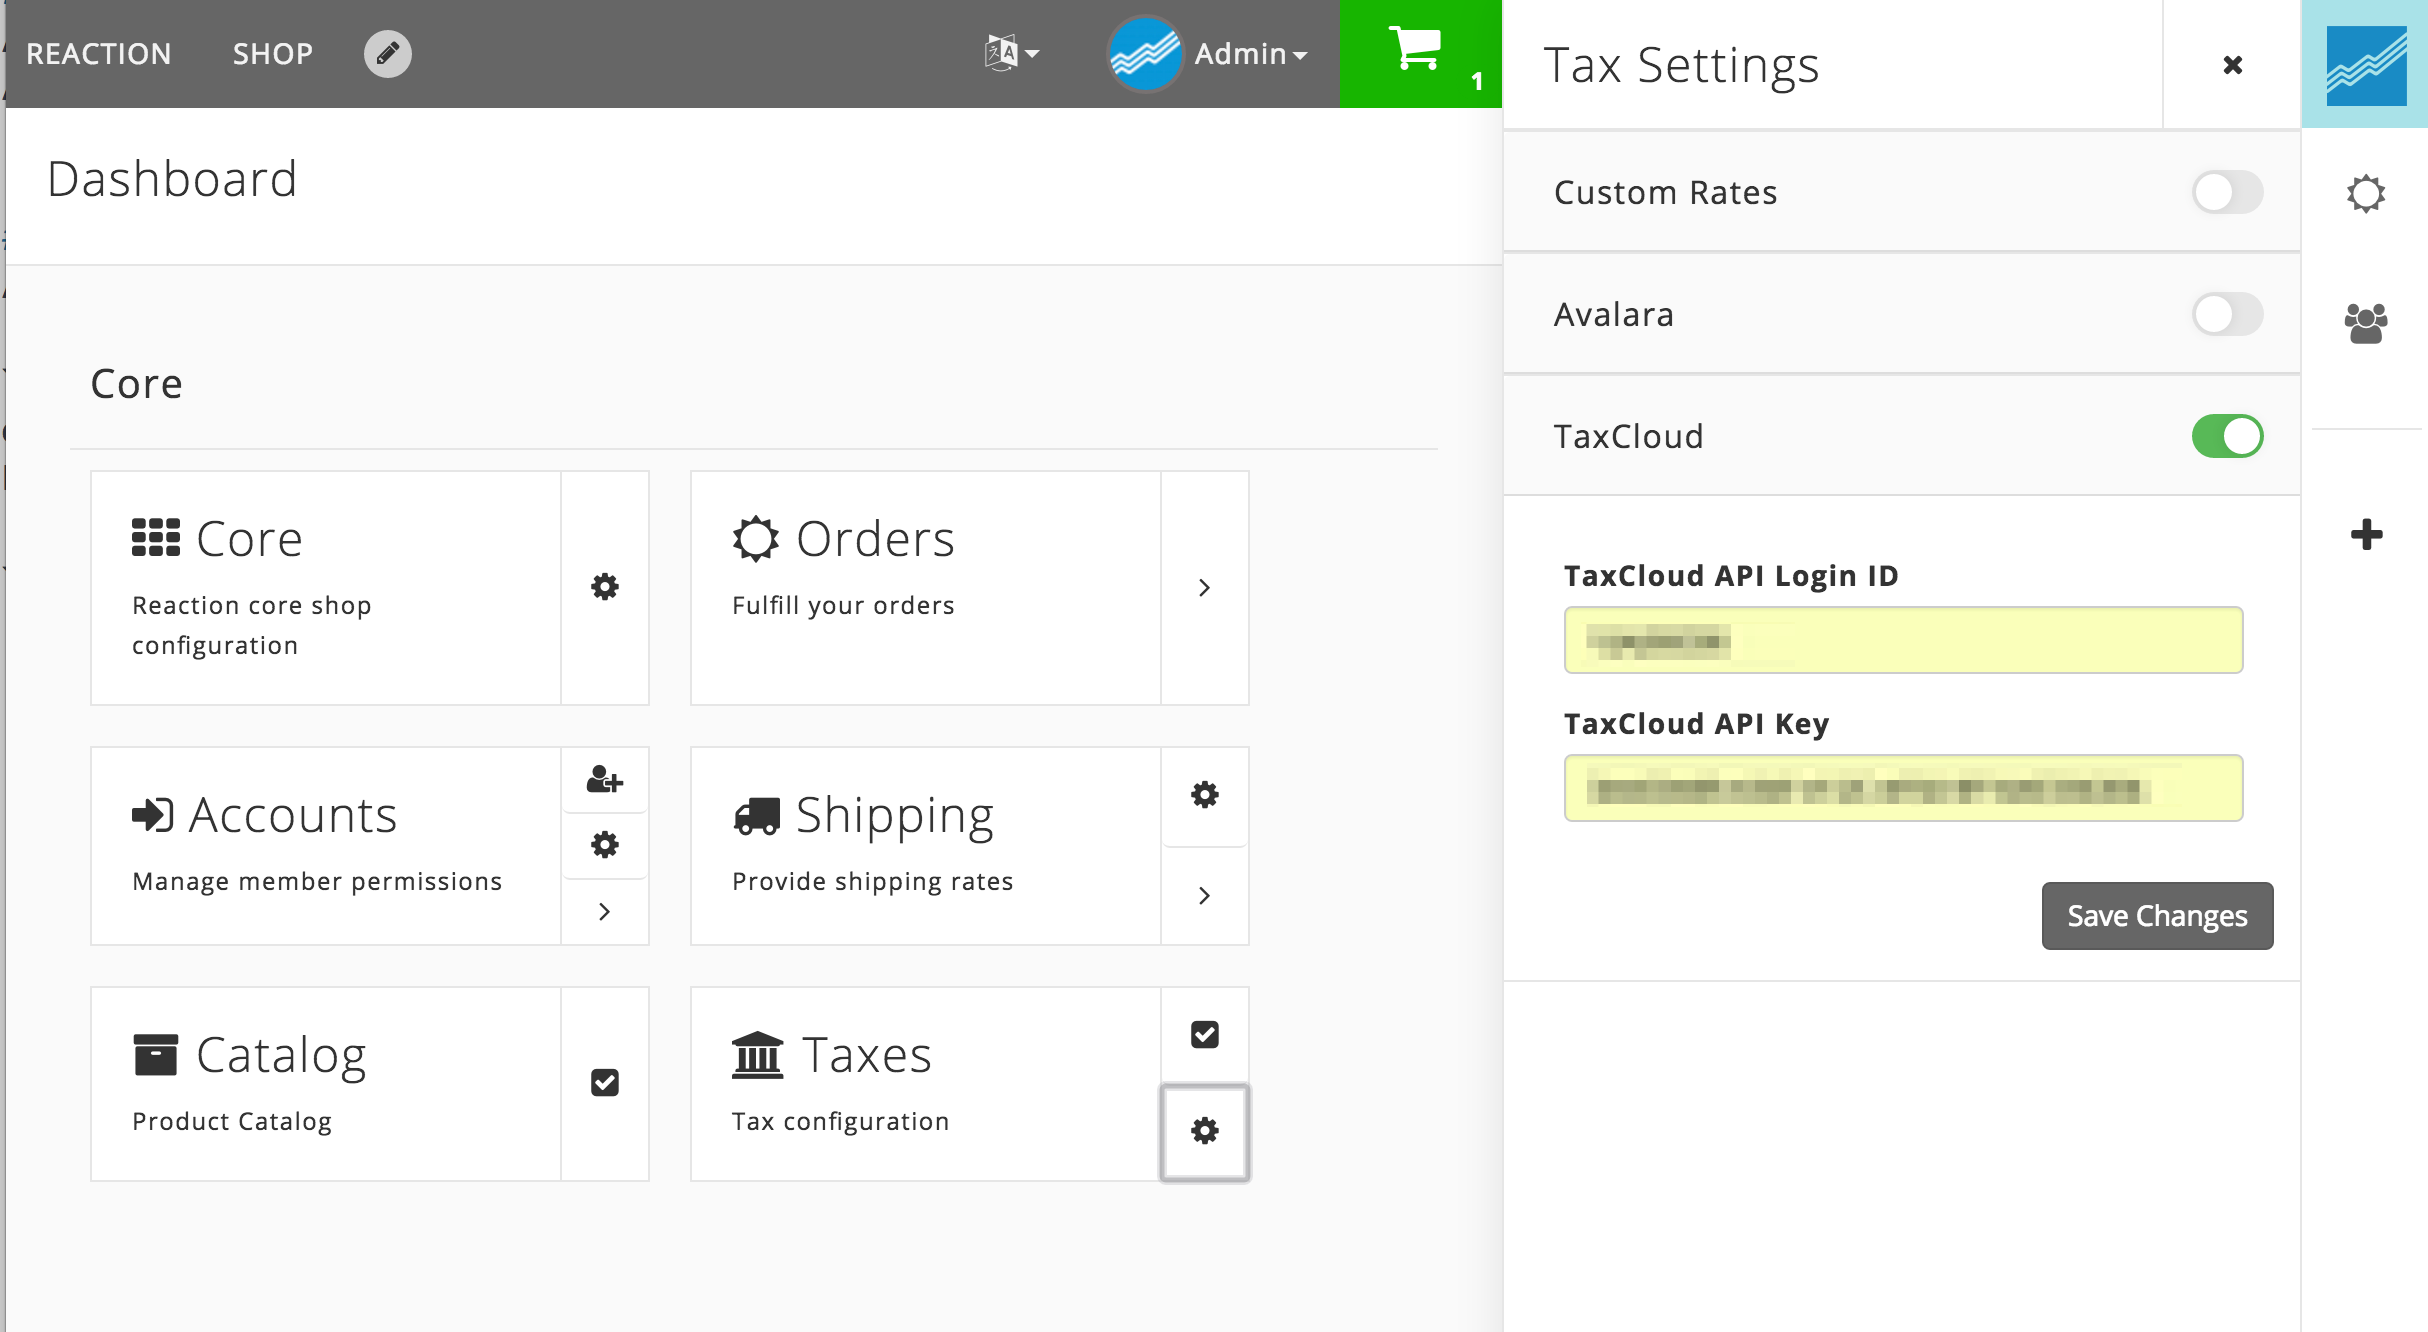 REACTION SHOP Admin 1
Dashboard
Core
Core
Reaction core shop
configuration
Orders
Fulfill your orders
Accounts
Manage member permissions
Shipping
Provide shipping rates
Catalog
Product Catalog
Taxes
Tax configuration
Tax Settings
Custom Rates
Avalara
TaxCloud
TaxCloud API Login ID
TaxCloud API Key
Save Changes